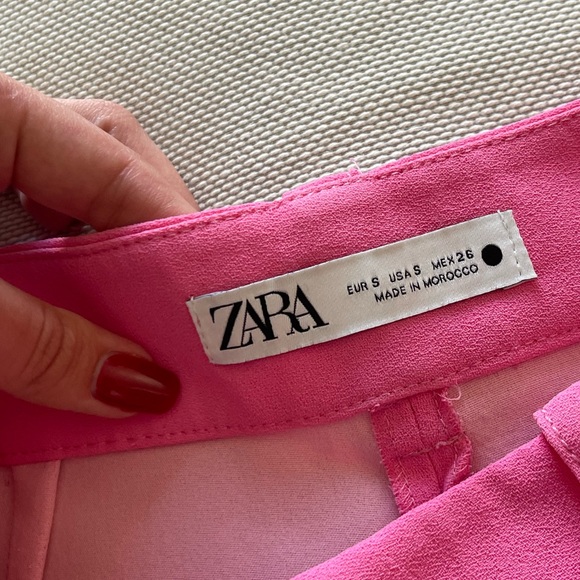 ZARA
EUR S USA S MEX 26
MADE IN MOROCCO